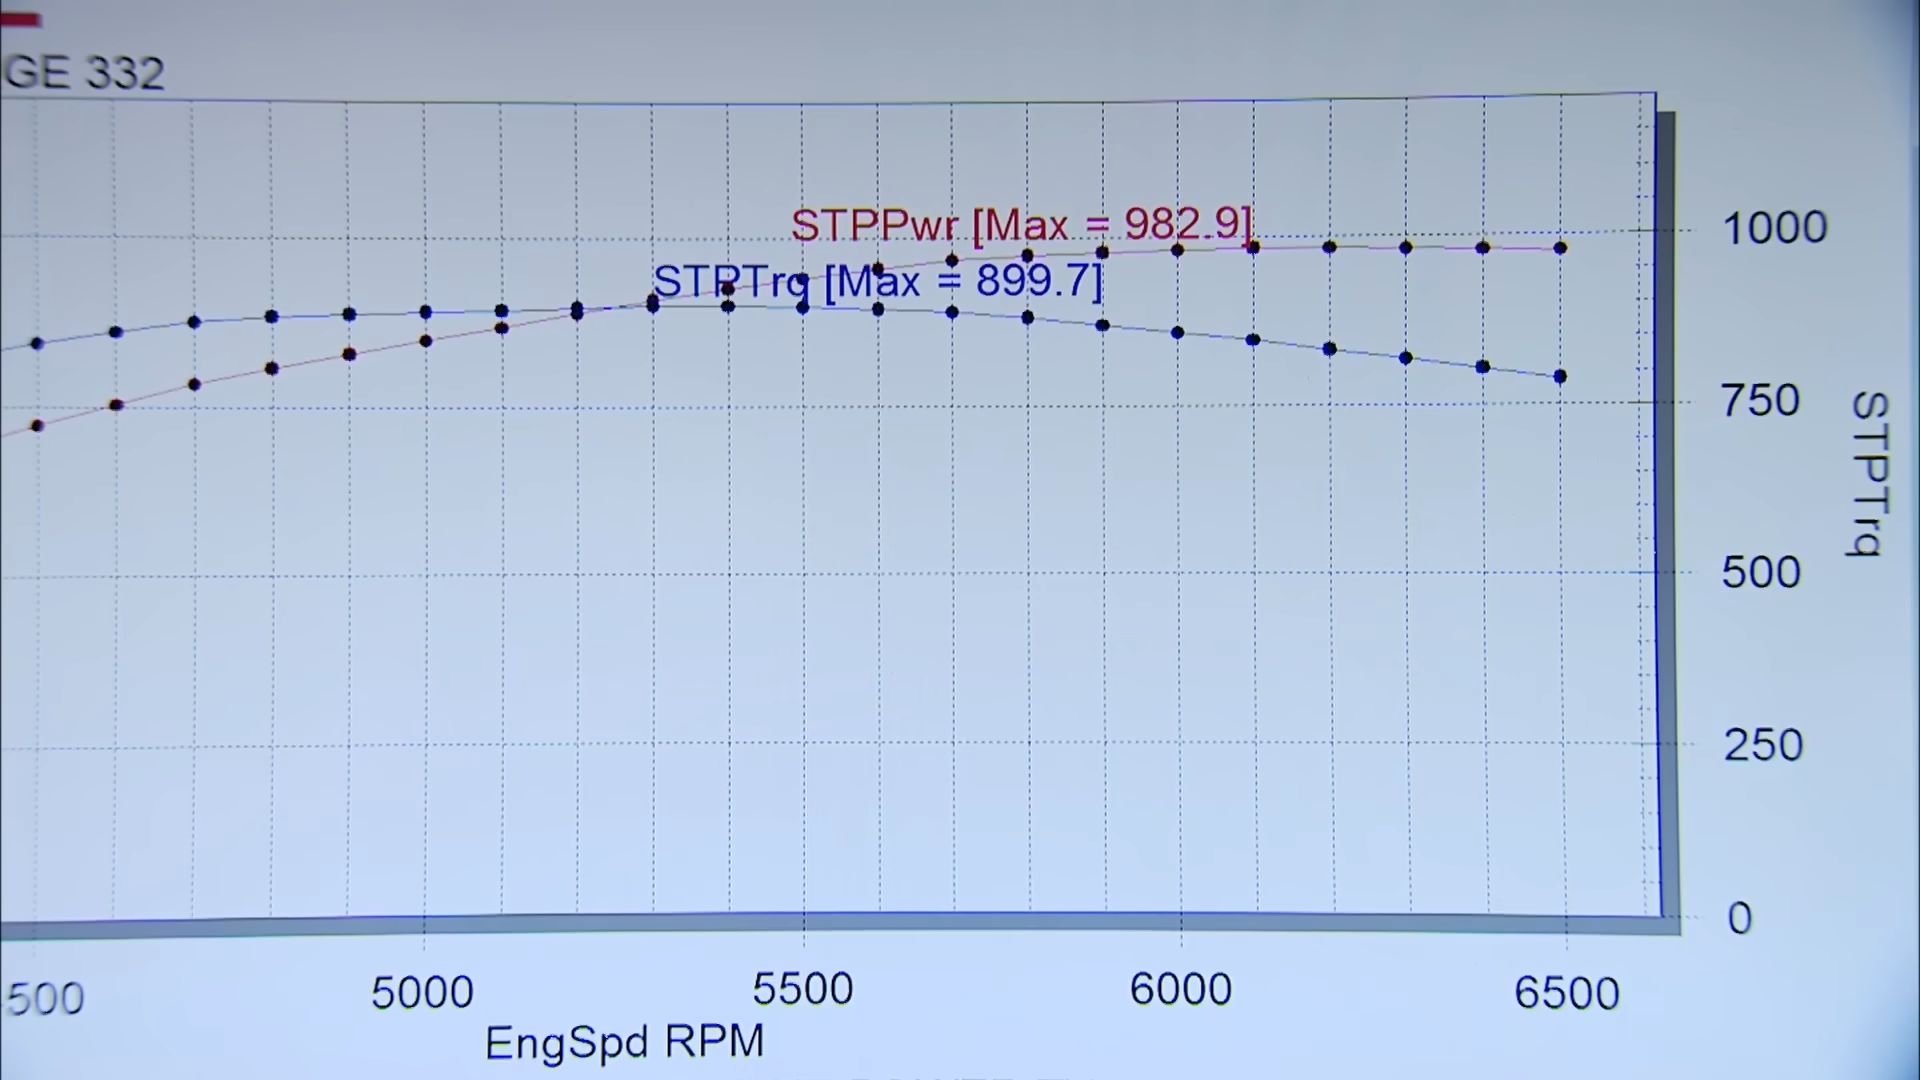 GE 332
STPPwr [Max = 982.9]
STPTrq [Max = 899.7]
1000
750
500
250
0
STPTrq
500
5000
5500
6000
6500
EngSpd RPM